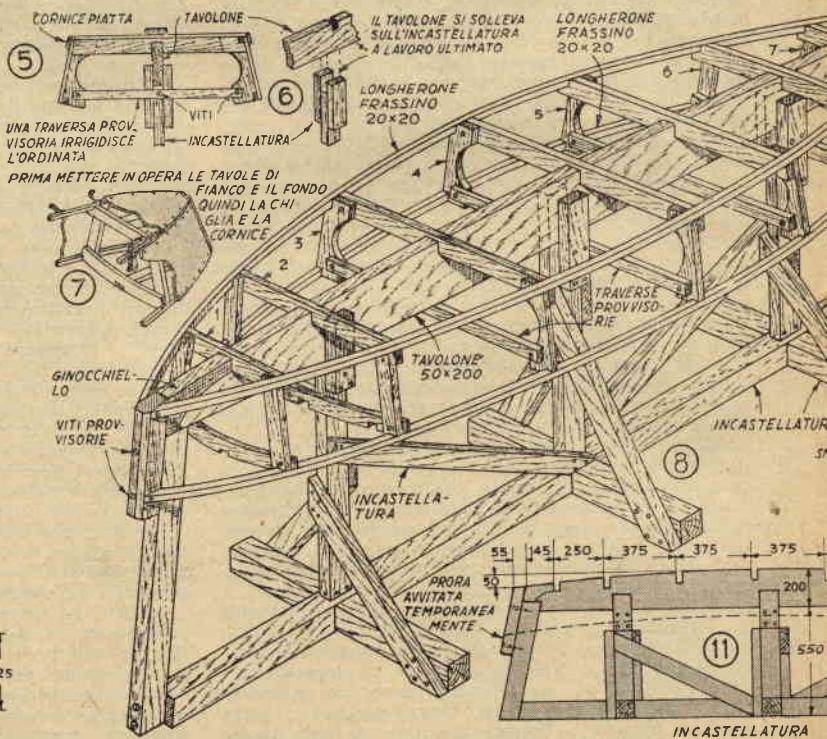 CORNICE PIATTA
TAVOLONE
5
VITI
UNA TRAVERSA PROV-
VISORIA IRRIGIDISCE
L'ORDINATA
INCASTELLATURA
6
IL TAVOLONE SI SOLLEVA
SULL'INCASTELLATURA
A LAVORO ULTIMATO
LONGHERONE
FRASSINO
20×20
LONGHERONE
FRASSINO
20×20
PRIMA METTERE IN OPERA LE TAVOLE DI
FIANCO E IL FONDO
QUINDI LA CHI-
GLIA E LA
CORNICE
7
2
3
4
5
6
7
GINOCCHIEL-
LO
VITI PROV-
VISORIE
TAVOLONE
50×200
TRAVERSE
PROVVISO-
RIE
INCASTELLA-
TURA
INCASTELLATUR
8
55
45
250
375
375
375
50
200
550
PRORA
AVVITATA
TEMPORANEA
MENTE
11
INCASTELLATURA
25